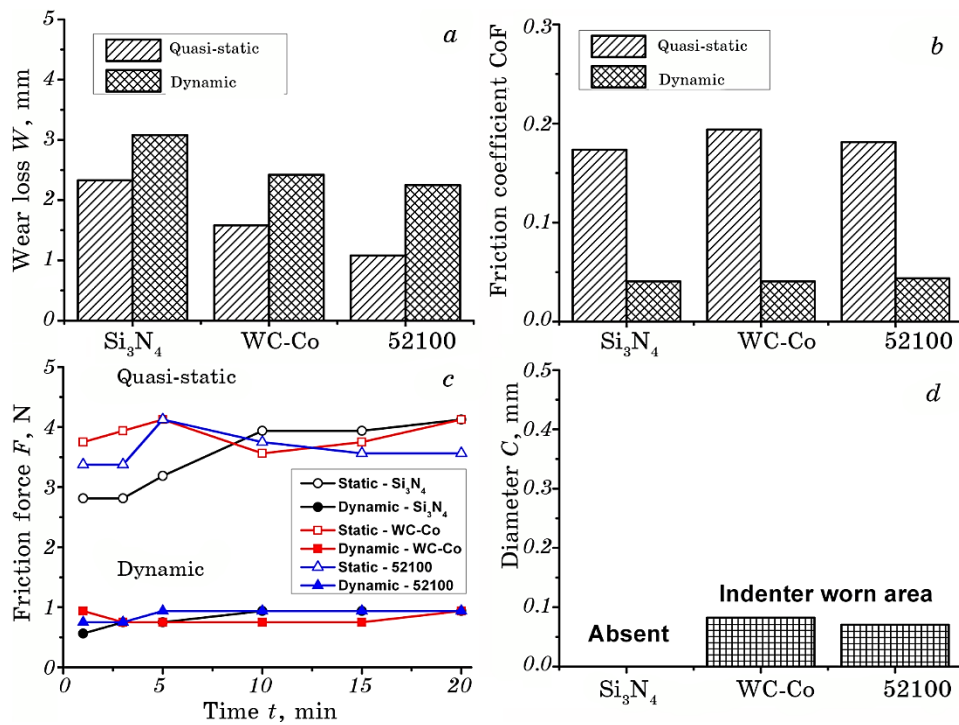 a
Quasi-static
Dynamic
Wear loss W, mm
5
4
3
2
1
0
Si₃N₄ WC-Co 52100
b
Quasi-static
Dynamic
Friction coefficient CoF
0.3
0.2
0.1
0.0
Si₃N₄ WC-Co 52100
c
Quasi-static
Friction force F, N
5
4
3
2
1
0
Static - Si₃N₄
Dynamic - Si₃N₄
Static - WC-Co
Dynamic - WC-Co
Static - 52100
Dynamic - 52100
Dynamic
0 5 10 15 20
Time t, min
d
Diameter C, mm
0.5
0.4
0.3
0.2
0.1
0.0
Indenter worn area
Absent
Si₃N₄ WC-Co 52100